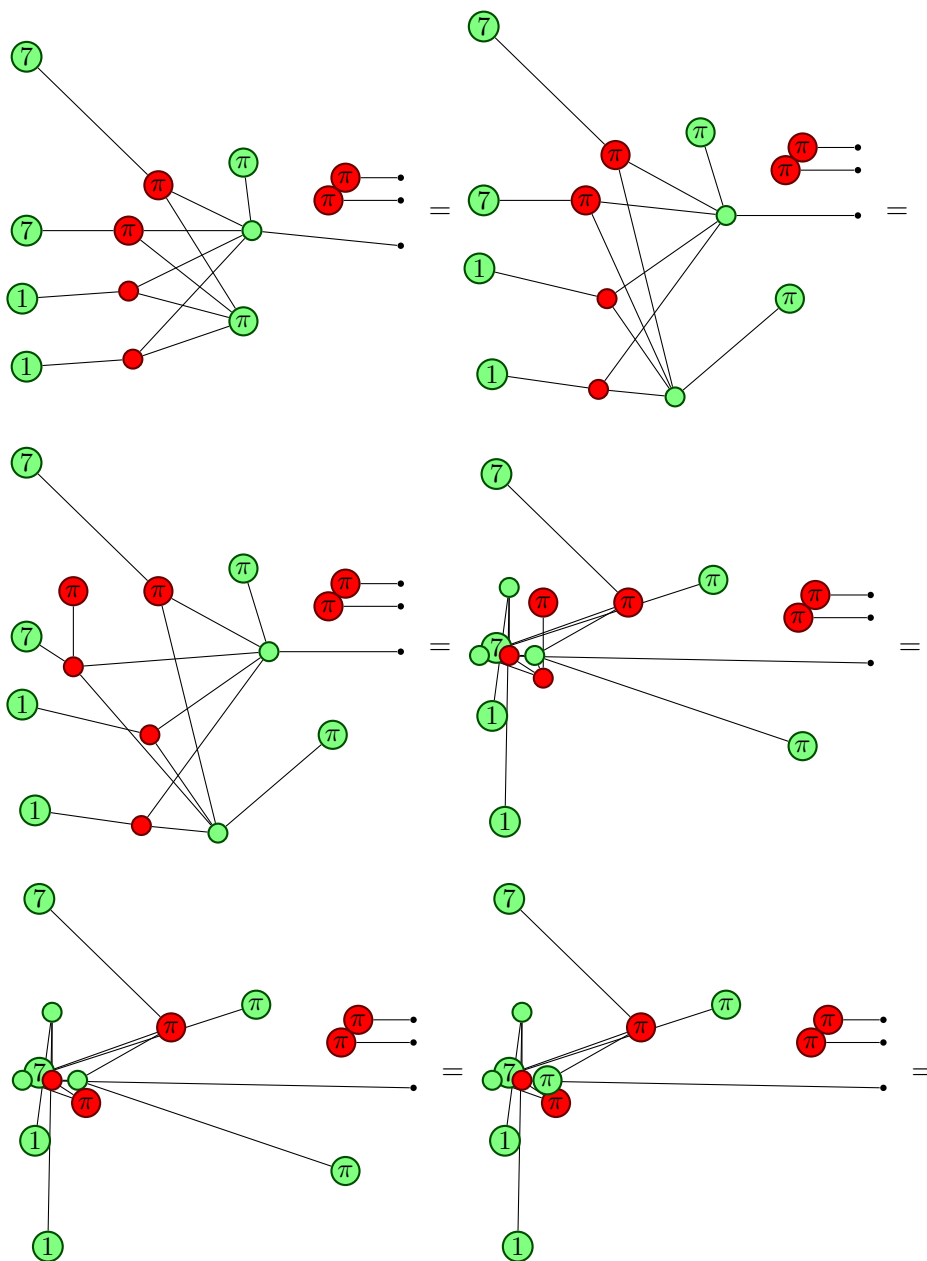 7
π π π
7 π = 7 π π =
1 1
1 π 1 π
7
π π π π
7 π = 7
1
1 π
7
π π π π
π =
7
1
1 π
π
7 7
π π π π
π π
7 = 7 π =
π π
1 1
π
1 1